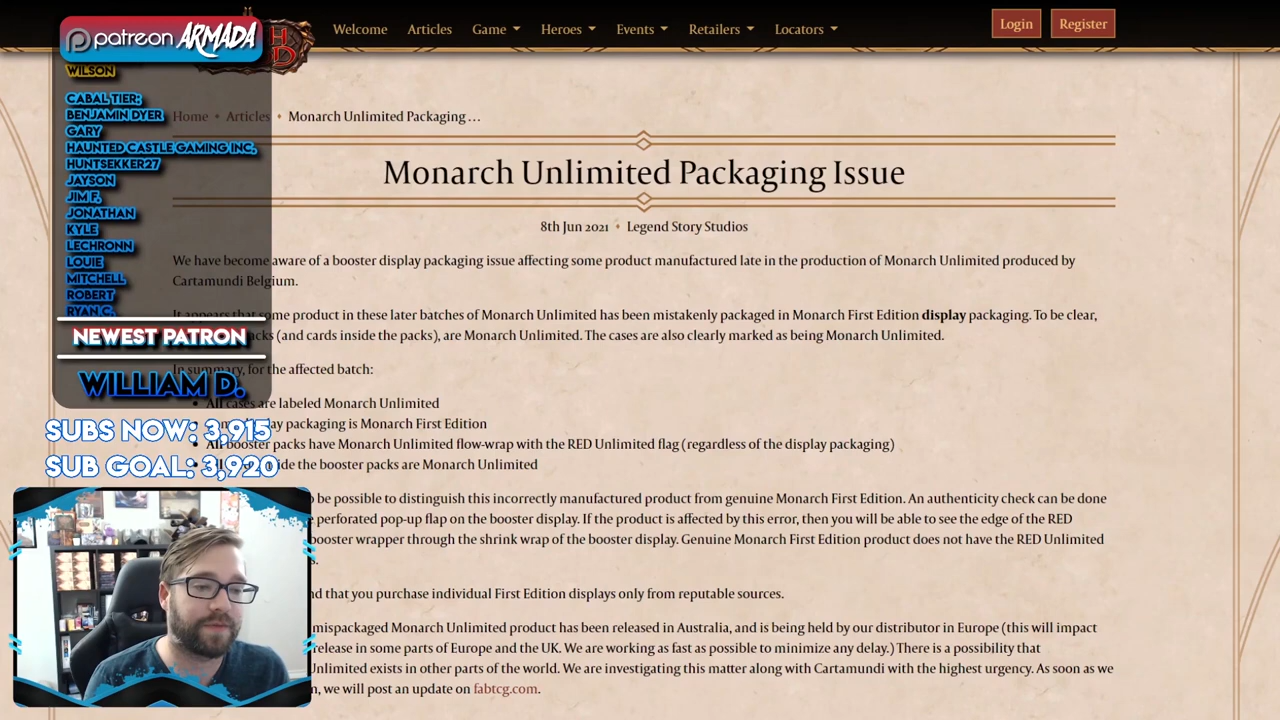 Welcome Articles Game Heroes Events Retailers Locators Login Register
patreon ARMADA
WILSON
CABAL TIER:
BENJAMIN DYER
GARY
HAUNTED CASTLE GAMING INC.
HUNTSEKKER27
JAYSON
JIM F.
JONATHAN
KYLE
LECHRONN
LOUIE
MITCHELL
ROBERT
RYAN C.
NEWEST PATRON
WILLIAM D.
SUBS NOW: 3,915
SUB GOAL: 3,920
Home • Articles • Monarch Unlimited Packaging ...
Monarch Unlimited Packaging Issue
8th Jun 2021 • Legend Story Studios
We have become aware of a booster display packaging issue affecting some product manufactured late in the production of Monarch Unlimited produced by
Cartamundi Belgium.
It appears that some product in these later batches of Monarch Unlimited has been mistakenly packaged in Monarch First Edition display packaging. To be clear,
(and cards inside the packs), are Monarch Unlimited. The cases are also clearly marked as being Monarch Unlimited.
In summary, for the affected batch:
• All cases are labeled Monarch Unlimited
packaging is Monarch First Edition
• All booster packs have Monarch Unlimited flow-wrap with the RED Unlimited flag (regardless of the display packaging)
the booster packs are Monarch Unlimited
be possible to distinguish this incorrectly manufactured product from genuine Monarch First Edition. An authenticity check can be done
perforated pop-up flap on the booster display. If the product is affected by this error, then you will be able to see the edge of the RED
booster wrapper through the shrink wrap of the booster display. Genuine Monarch First Edition product does not have the RED Unlimited
that you purchase individual First Edition displays only from reputable sources.
mispackaged Monarch Unlimited product has been released in Australia, and is being held by our distributor in Europe (this will impact
release in some parts of Europe and the UK. We are working as fast as possible to minimize any delay.) There is a possibility that
Unlimited exists in other parts of the world. We are investigating this matter along with Cartamundi with the highest urgency. As soon as we
we will post an update on fabtcg.com.